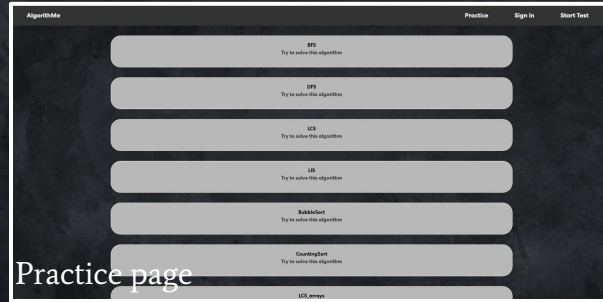 AlgorithMe Practice Sign in Start Test
BFS
Try to solve this algorithm
DFS
Try to solve this algorithm
LCS
Try to solve this algorithm
LIS
Try to solve this algorithm
BubbleSort
Try to solve this algorithm
CountingSort
Try to solve this algorithm
LCS_arrays
Practice page